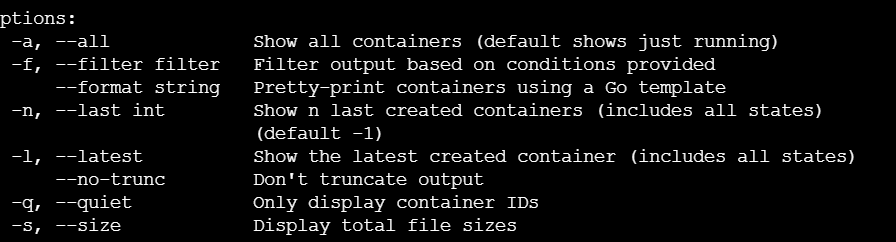 ptions:
-a, --all Show all containers (default shows just running)
-f, --filter filter Filter output based on conditions provided
--format string Pretty-print containers using a Go template
-n, --last int Show n last created containers (includes all states)
(default -1)
-l, --latest Show the latest created container (includes all states)
--no-trunc Don't truncate output
-q, --quiet Only display container IDs
-s, --size Display total file sizes